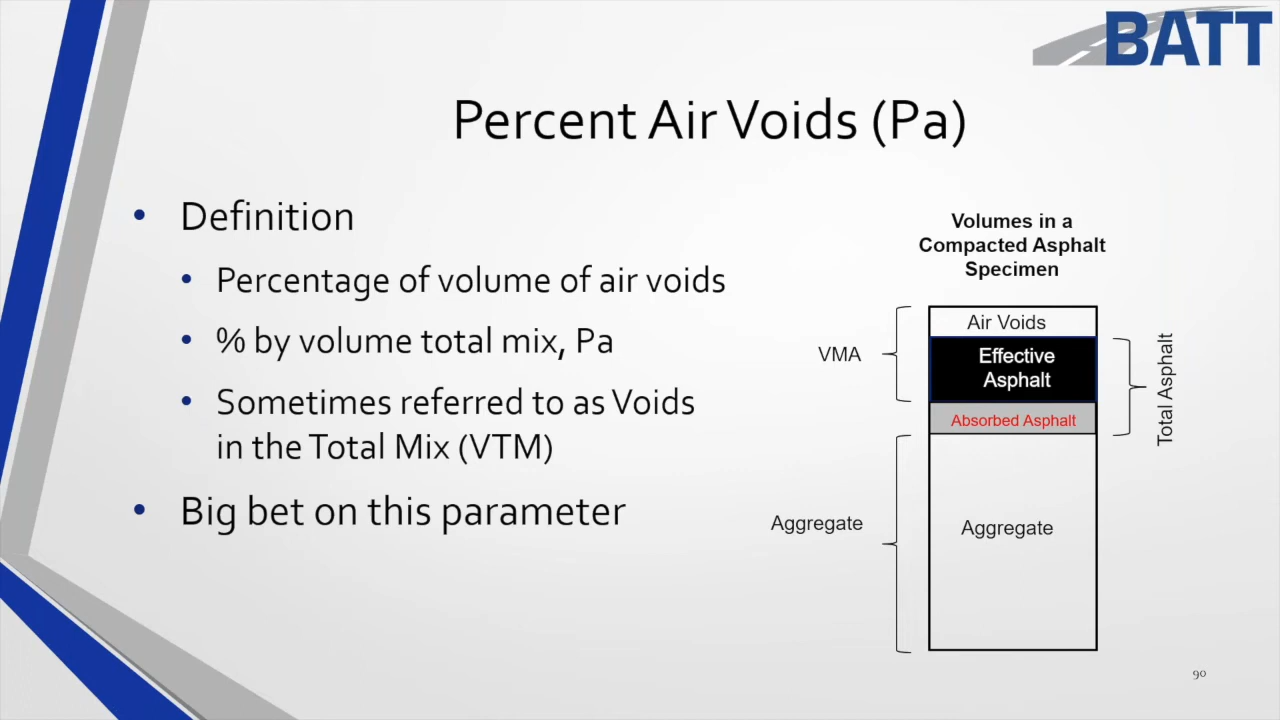 BATT
Percent Air Voids (Pa)
• Definition
• Percentage of volume of air voids
• % by volume total mix, Pa
• Sometimes referred to as Voids
in the Total Mix (VTM)
• Big bet on this parameter
Volumes in a
Compacted Asphalt
Specimen
Air Voids
VMA
Effective
Asphalt
Absorbed Asphalt
Total Asphalt
Aggregate
Aggregate
90